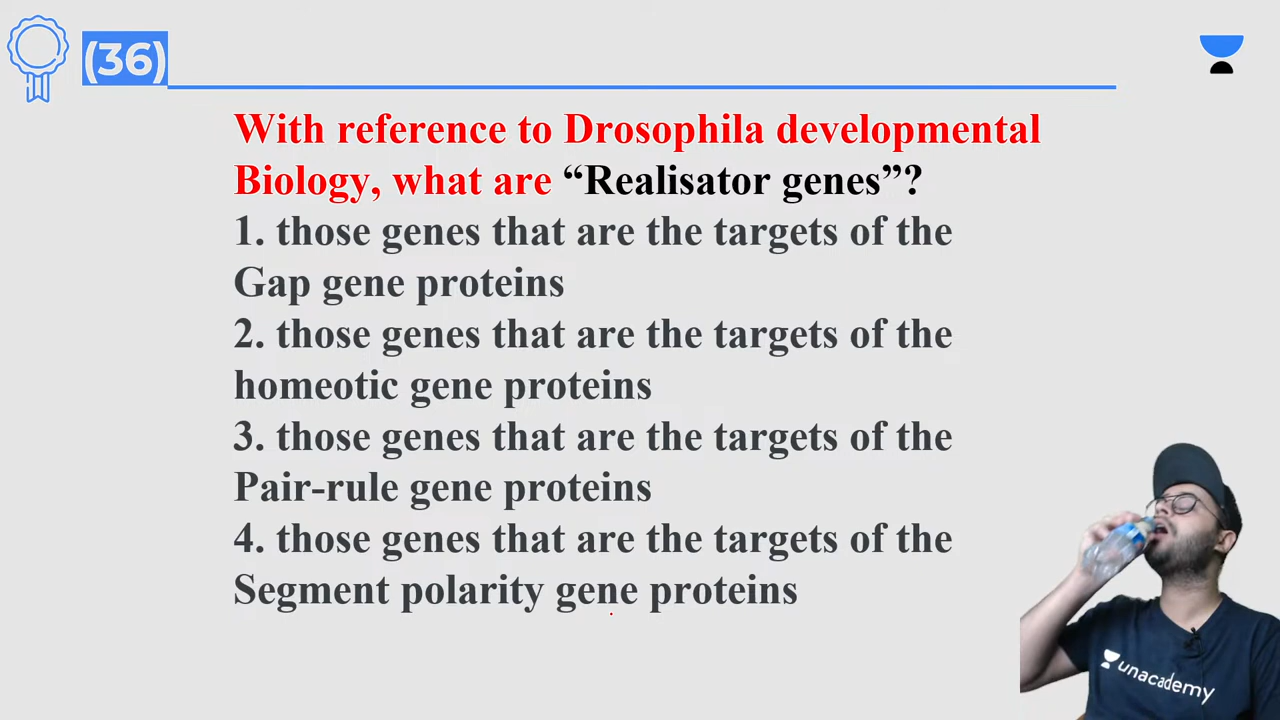 (36)
With reference to Drosophila developmental
Biology, what are “Realisator genes”?
1. those genes that are the targets of the
Gap gene proteins
2. those genes that are the targets of the
homeotic gene proteins
3. those genes that are the targets of the
Pair-rule gene proteins
4. those genes that are the targets of the
Segment polarity gene proteins
unacademy